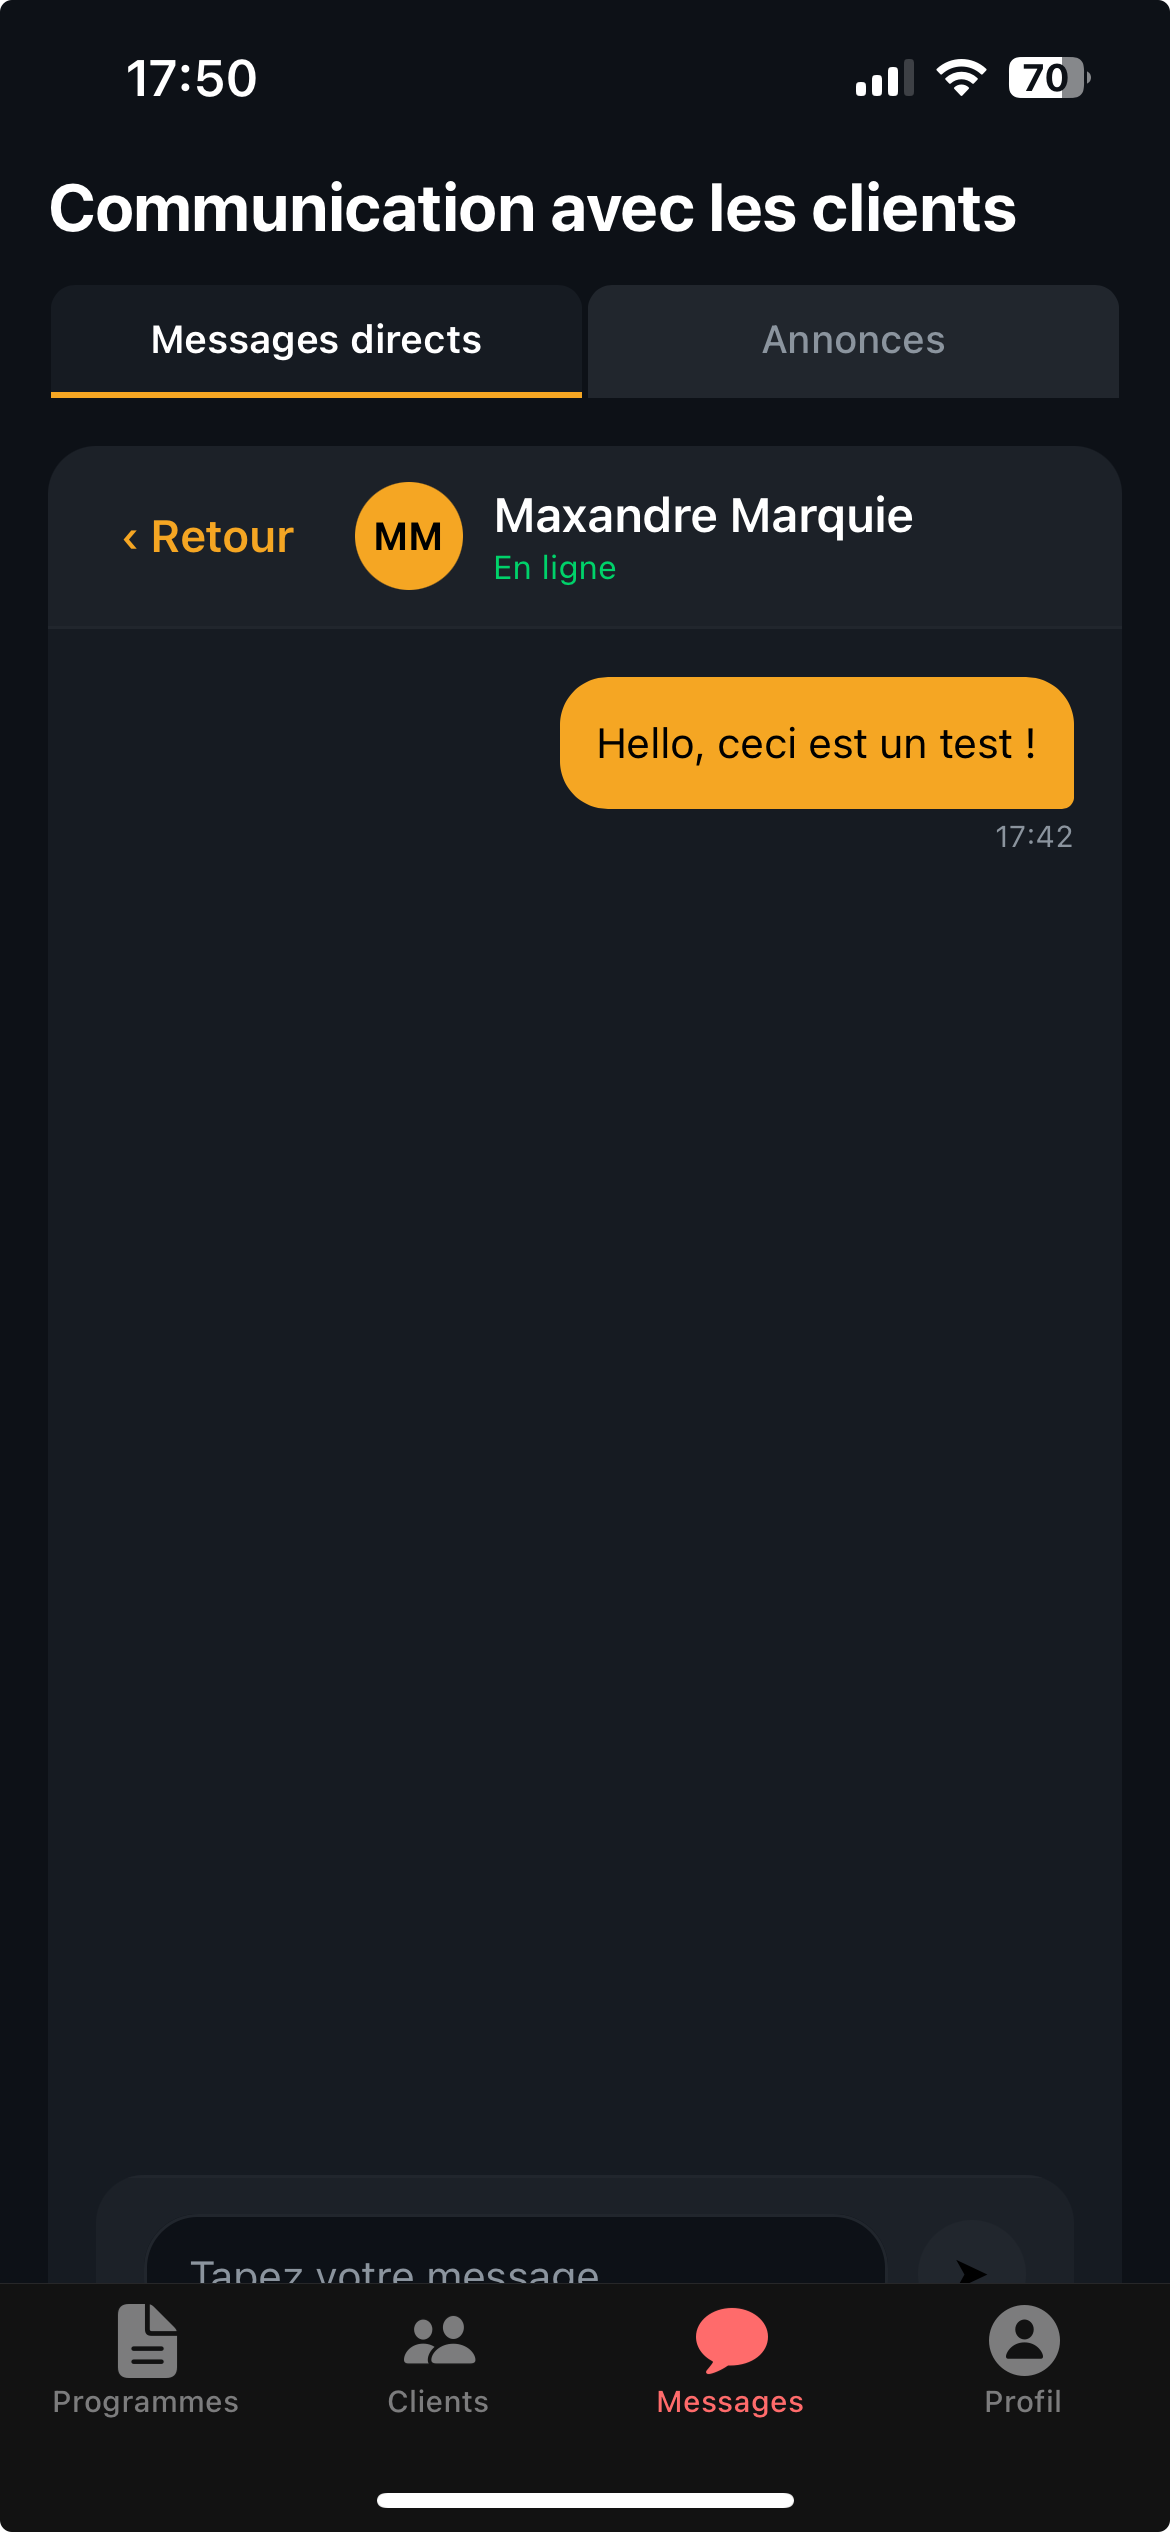 17:50
70
Communication avec les clients
Messages directs
Annonces
‹ Retour
MM
Maxandre Marquie
En ligne
Hello, ceci est un test !
17:42
Tapez votre message
Programmes
Clients
Messages
Profil